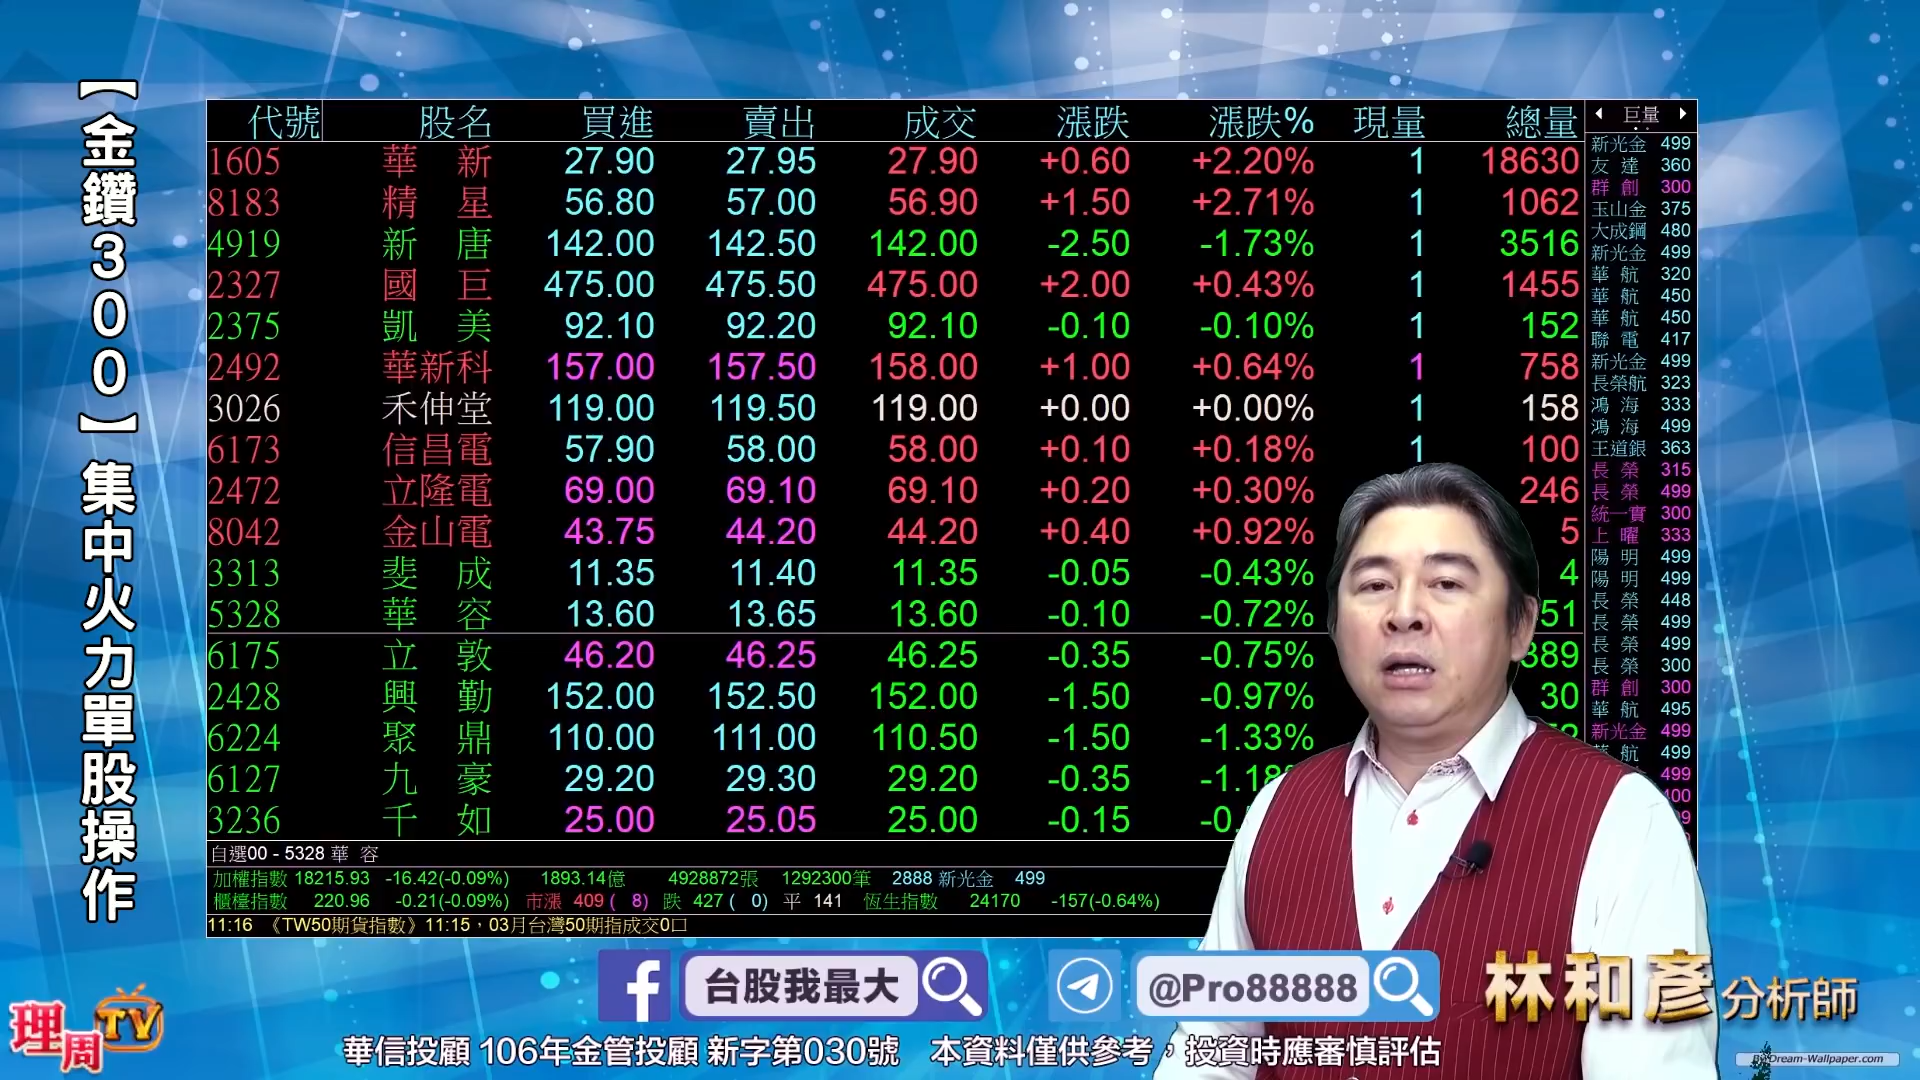 【金鑽300】集中火力單股操作
代號 股名 買進 賣出 成交 漲跌 漲跌% 現量 總量
1605 華 新 27.90 27.95 27.90 +0.60 +2.20% 1 18630
8183 精 星 56.80 57.00 56.90 +1.50 +2.71% 1 1062
4919 新 唐 142.00 142.50 142.00 -2.50 -1.73% 1 3516
2327 國 巨 475.00 475.50 475.00 +2.00 +0.43% 1 1455
2375 凱 美 92.10 92.20 92.10 -0.10 -0.10% 1 152
2492 華新科 157.00 157.50 158.00 +1.00 +0.64% 1 758
3026 禾伸堂 119.00 119.50 119.00 +0.00 +0.00% 1 158
6173 信昌電 57.90 58.00 58.00 +0.10 +0.18% 1 100
2472 立隆電 69.00 69.10 69.10 +0.20 +0.30% 246
8042 金山電 43.75 44.20 44.20 +0.40 +0.92% 5
3313 斐 成 11.35 11.40 11.35 -0.05 -0.43% 4
5328 華 容 13.60 13.65 13.60 -0.10 -0.72% 51
6175 立 敦 46.20 46.25 46.25 -0.35 -0.75% 389
2428 興 勤 152.00 152.50 152.00 -1.50 -0.97% 30
6224 聚 鼎 110.00 111.00 110.50 -1.50 -1.33%
6127 九 豪 29.20 29.30 29.20 -0.35 -1.18
3236 千 如 25.00 25.05 25.00 -0.15 -0.
自選00 - 5328 華 容
加權指數 18215.93 -16.42(-0.09%) 1893.14億 4928872張 1292300筆 2888 新光金 499
櫃檯指數 220.96 -0.21(-0.09%) 市漲 409 ( 8) 跌 427 ( 0) 平 141 恆生指數 24170 -157(-0.64%)
11:16 《TW50期貨指數》11:15，03月台灣50期指成交0口
巨量
新光金 499
友 達 360
群 創 300
玉山金 375
大成鋼 480
新光金 499
華 航 320
華 航 450
華 航 450
聯 電 417
新光金 499
長榮航 323
鴻 海 333
鴻 海 499
王道銀 363
長 榮 315
長 榮 499
統一實 300
上 曜 333
陽 明 499
陽 明 499
長 榮 448
長 榮 499
長 榮 499
長 榮 300
群 創 300
華 航 495
新光金 499
華 航 499
499
台股我最大
@Pro88888
林和彥 分析師
理周TV
華信投顧 106年金管投顧 新字第030號 本資料僅供參考，投資時應審慎評估
Dream-Wallpaper.com